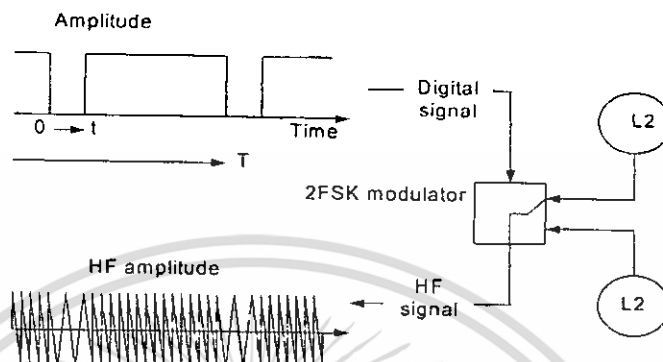 Amplitude
0 → t
Time
T
Digital
signal
L2
2FSK modulator
HF amplitude
HF
signal
L2